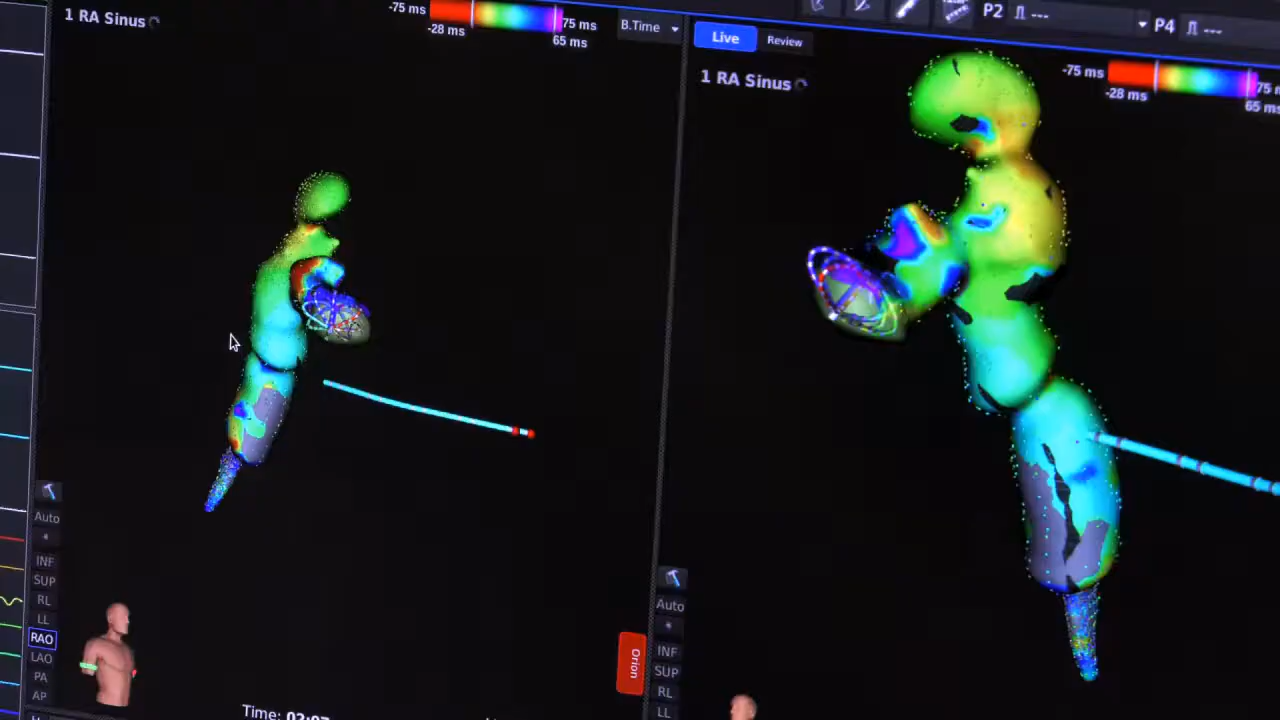 1 RA Sinus
-75 ms
75 ms
-28 ms
65 ms
B.Time
Auto
*
INF
SUP
RL
LL
RAO
LAO
PA
AP
Time:
Orion
P2
---
P4
---
Live
Review
1 RA Sinus
-75 ms
75 m
-28 ms
65 ms
Auto
*
INF
SUP
RL
LL